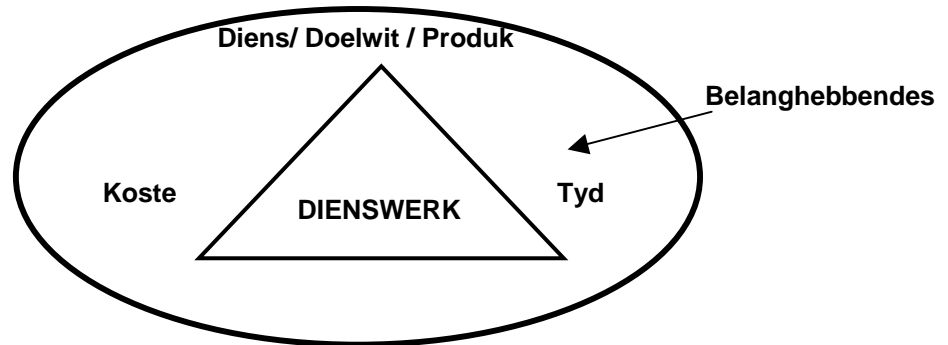 Diens/ Doelwit / Produk
Belanghebbendes
Koste
DIENSWERK
Tyd